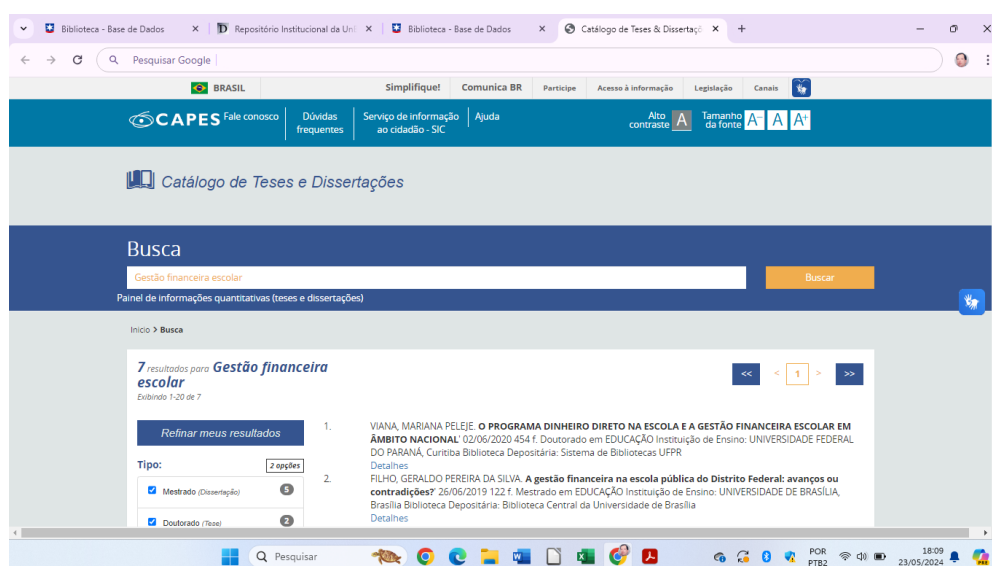 Biblioteca - Base de Dados
Repositório Institucional da Un
Biblioteca - Base de Dados
Catálogo de Teses & Dissertaçõ
Pesquisar Google
BRASIL
Simplifique!
Comunica BR
Participe
Acesso à informação
Legislação
Canais
CAPES
Fale conosco
Dúvidas
frequentes
Serviço de informação
ao cidadão - SIC
Ajuda
Alto
contraste
A
Tamanho
da fonte
A- A A+
Catálogo de Teses e Dissertações
Busca
Gestão financeira escolar
Buscar
Painel de informações quantitativas (teses e dissertações)
Inicio > Busca
7 resultados para Gestão financeira
escolar
Exibindo 1-20 de 7
<< < 1 > >>
Refinar meus resultados
Tipo:
2 opções
Mestrado (Dissertação)
5
Doutorado (Tese)
2
1. VIANA, MARIANA PELEJE. O PROGRAMA DINHEIRO DIRETO NA ESCOLA E A GESTÃO FINANCEIRA ESCOLAR EM
ÂMBITO NACIONAL' 02/06/2020 454 f. Doutorado em EDUCAÇÃO Instituição de Ensino: UNIVERSIDADE FEDERAL
DO PARANÁ, Curitiba Biblioteca Depositária: Sistema de Bibliotecas UFPR
Detalhes
2. FILHO, GERALDO PEREIRA DA SILVA. A gestão financeira na escola pública do Distrito Federal: avanços ou
contradições?' 26/06/2019 122 f. Mestrado em EDUCAÇÃO Instituição de Ensino: UNIVERSIDADE DE BRASÍLIA,
Brasília Biblioteca Depositária: Biblioteca Central da Universidade de Brasília
Detalhes
Pesquisar
POR
PTB2
18:09
23/05/2024
PRE